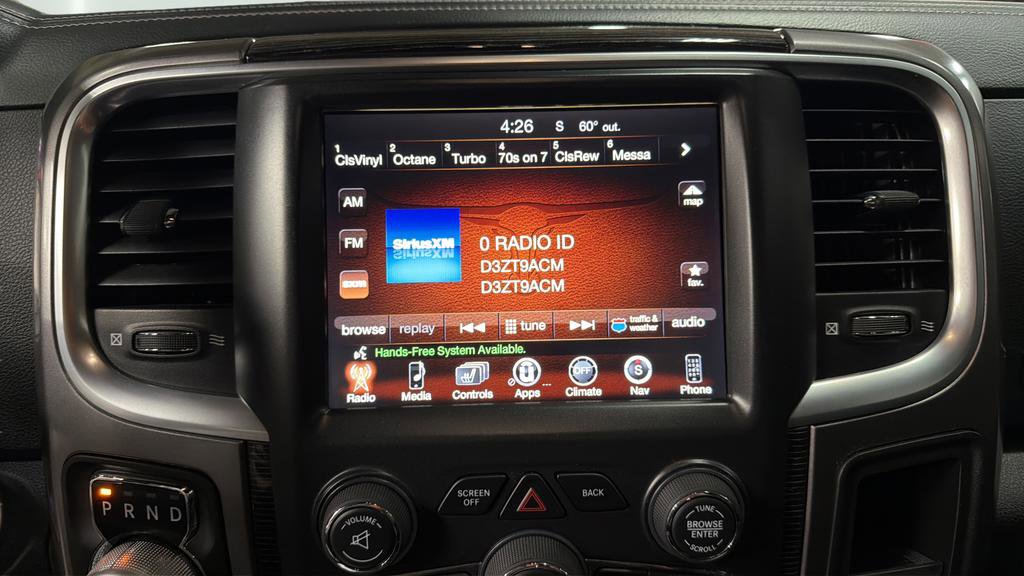 4:26 S 60° out.
1 ClsVinyl 2 Octane 3 Turbo 4 70s on 7 5 ClsRew 6 Messa
AM
map
SiriusXM
0 RADIO ID
FM
D3ZT9ACM
D3ZT9ACM
fav.
SXM
browse replay tune traffic & weather audio
Hands-Free System Available.
OFF S
Radio Media Controls Apps ... Climate Nav Phone
SCREEN OFF
BACK
P R N D
VOLUME
TUNE
BROWSE
ENTER
SCROLL